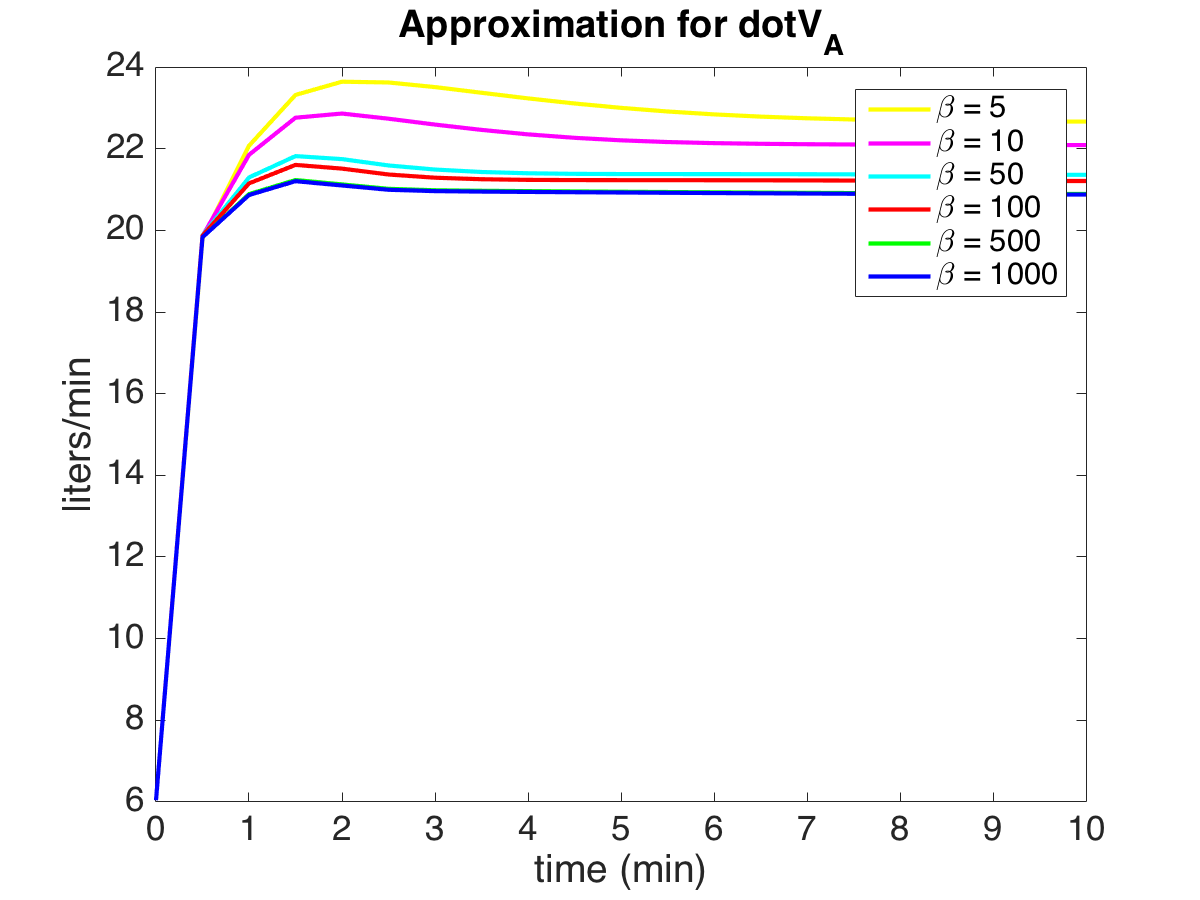 Approximation for dotV_A
24
22
20
18
16
14
12
10
8
6
liters/min
β = 5
β = 10
β = 50
β = 100
β = 500
β = 1000
0 1 2 3 4 5 6 7 8 9 10
time (min)